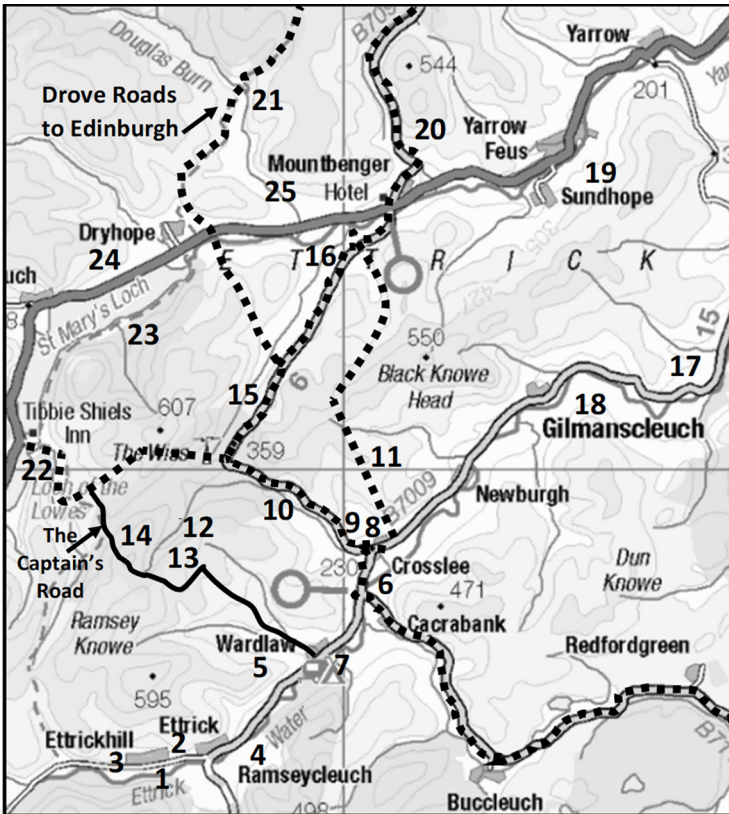 B709
Yarrow
Douglas Burn
544
201
Drove Roads
to Edinburgh
21
20
Yarrow
Feus
Mountbenger
Hotel
25
19
Sundhope
Dryhope
24
16
E T T R I C K
St Mary's Loch
23
15
550
Black Knowe
Head
17
6
15
607
18
Gilmanscleuch
Tibbie Shiels
Inn
The Wiss
359
22
11
Loch of the
Lowes
B7009
Newburgh
10
9
8
12
14
13
The
Captain's
Road
230
Crosslee
6
471
Dun
Knowe
Ramsey
Knowe
Cacrabank
Wardlaw
5
7
Redfordgreen
595
Ettrick
Ettrickhill
2
3
1
4
Water
Ettrick
Ramseycleuch
Buccleuch
498